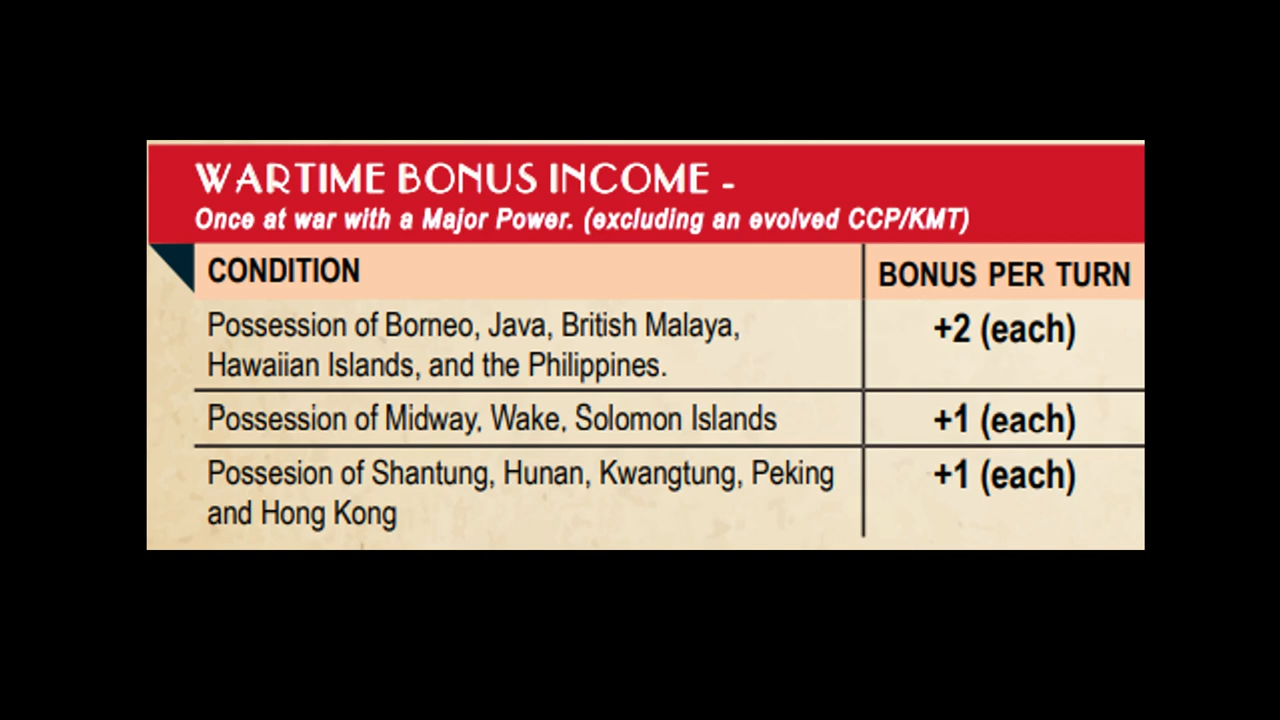 WARTIME BONUS INCOME -
Once at war with a Major Power. (excluding an evolved CCP/KMT)
CONDITION
BONUS PER TURN
Possession of Borneo, Java, British Malaya,
Hawaiian Islands, and the Philippines.
+2 (each)
Possession of Midway, Wake, Solomon Islands
+1 (each)
Possesion of Shantung, Hunan, Kwangtung, Peking
and Hong Kong
+1 (each)